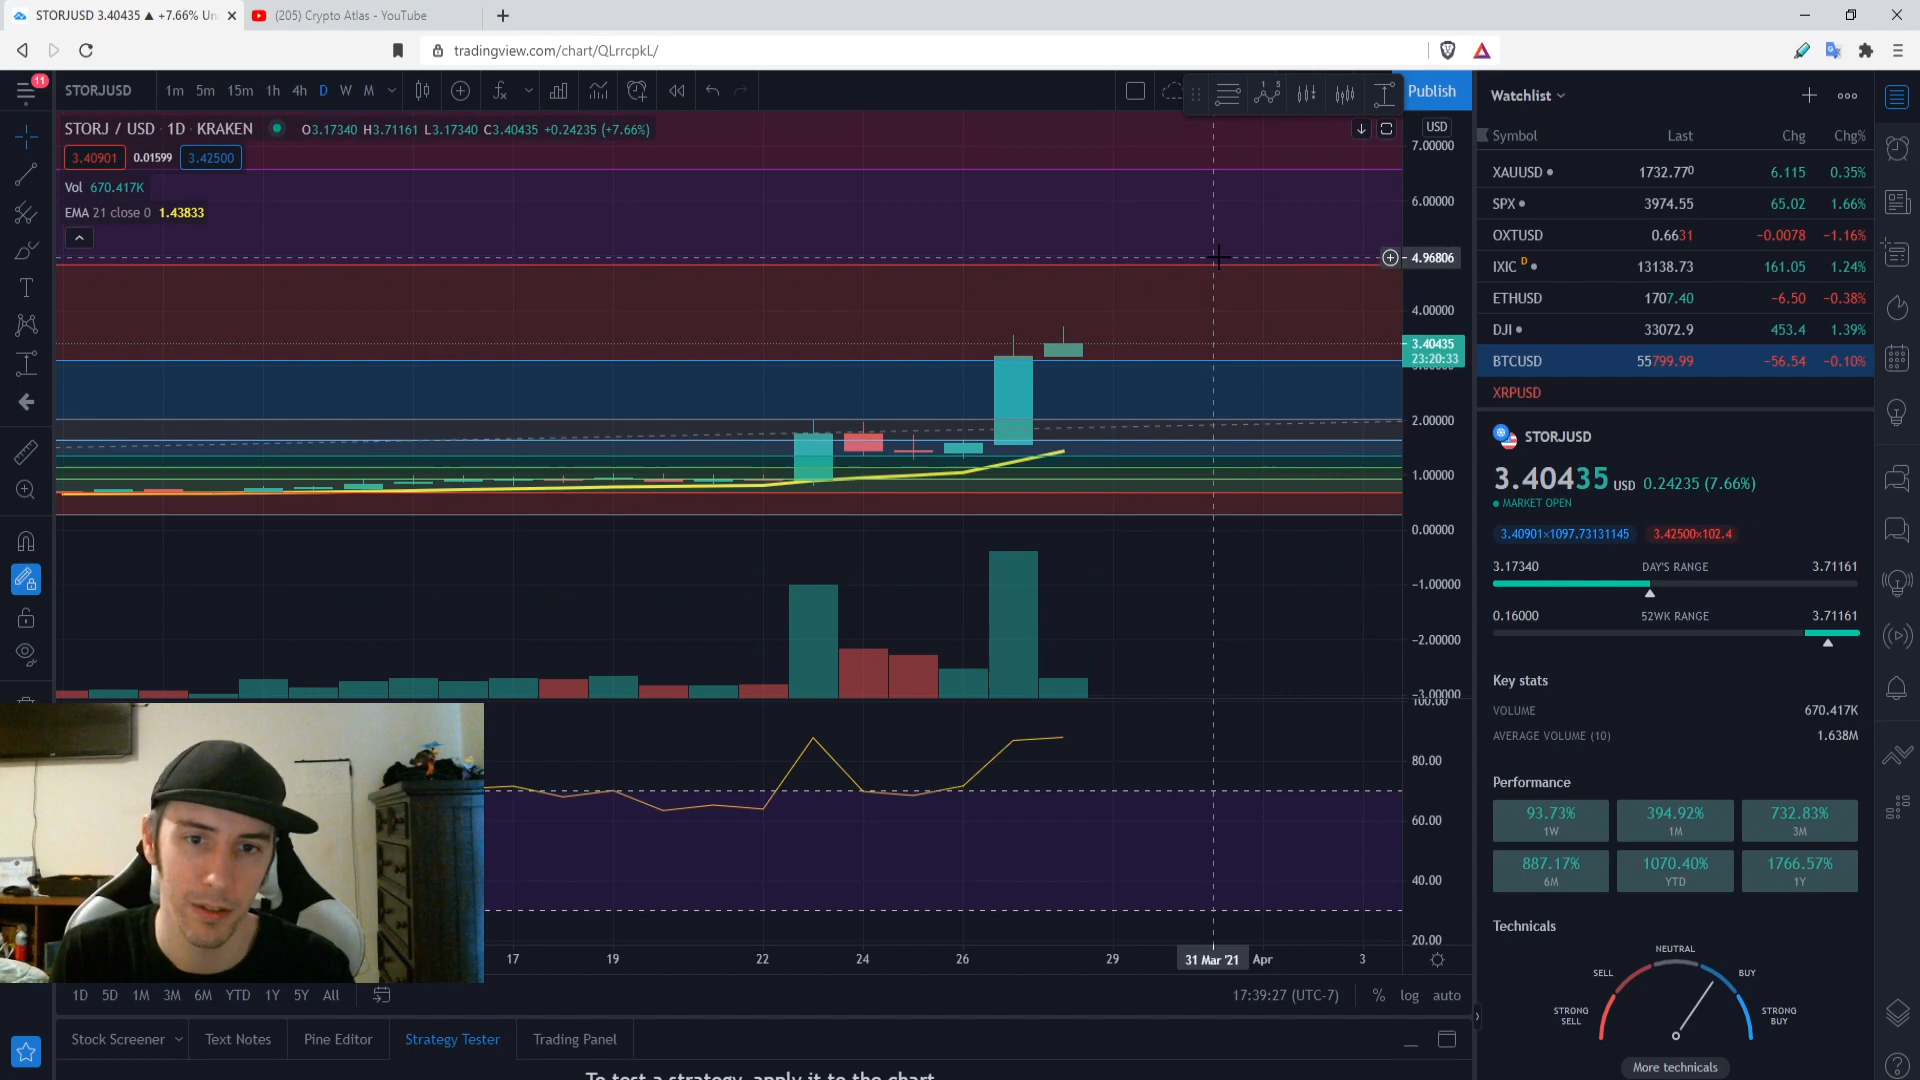 STORJUSD 3.40435 ▲ +7.66% Un
(205) Crypto Atlas - YouTube
tradingview.com/chart/QLrrcpkL/
11
STORJUSD
1m 5m 15m 1h 4h D W M
Publish
STORJ / USD · 1D · KRAKEN
O3.17340 H3.71161 L3.17340 C3.40435 +0.24235 (+7.66%)
3.40901 0.01599 3.42500
Vol 670.417K
EMA 21 close 0 1.43833
USD
7.00000
6.00000
4.96806
4.00000
3.40435
23:20:33
2.00000
1.00000
0.00000
−1.00000
−2.00000
−3.00000
100.00
80.00
60.00
40.00
20.00
17 19 22 24 26 29 31 Mar '21 Apr 3
1D 5D 1M 3M 6M YTD 1Y 5Y All
17:39:27 (UTC-7) % log auto
Stock Screener Text Notes Pine Editor Strategy Tester Trading Panel
To test a strategy, apply it to the chart
Watchlist
Symbol Last Chg Chg%
XAUUSD 1732.770 6.115 0.35%
SPX 3974.55 65.02 1.66%
OXTUSD 0.6631 −0.0078 −1.16%
IXIC D 13138.73 161.05 1.24%
ETHUSD 1707.40 −6.50 −0.38%
DJI 33072.9 453.4 1.39%
BTCUSD 55799.99 −56.54 −0.10%
XRPUSD
STORJUSD
3.40435 USD 0.24235 (7.66%)
MARKET OPEN
3.40901×1097.73131145 3.42500×102.4
3.17340 DAY'S RANGE 3.71161
0.16000 52WK RANGE 3.71161
Key stats
VOLUME 670.417K
AVERAGE VOLUME (10) 1.638M
Performance
93.73% 394.92% 732.83%
1W 1M 3M
887.17% 1070.40% 1766.57%
6M YTD 1Y
Technicals
NEUTRAL
SELL BUY
STRONG SELL STRONG BUY
More technicals